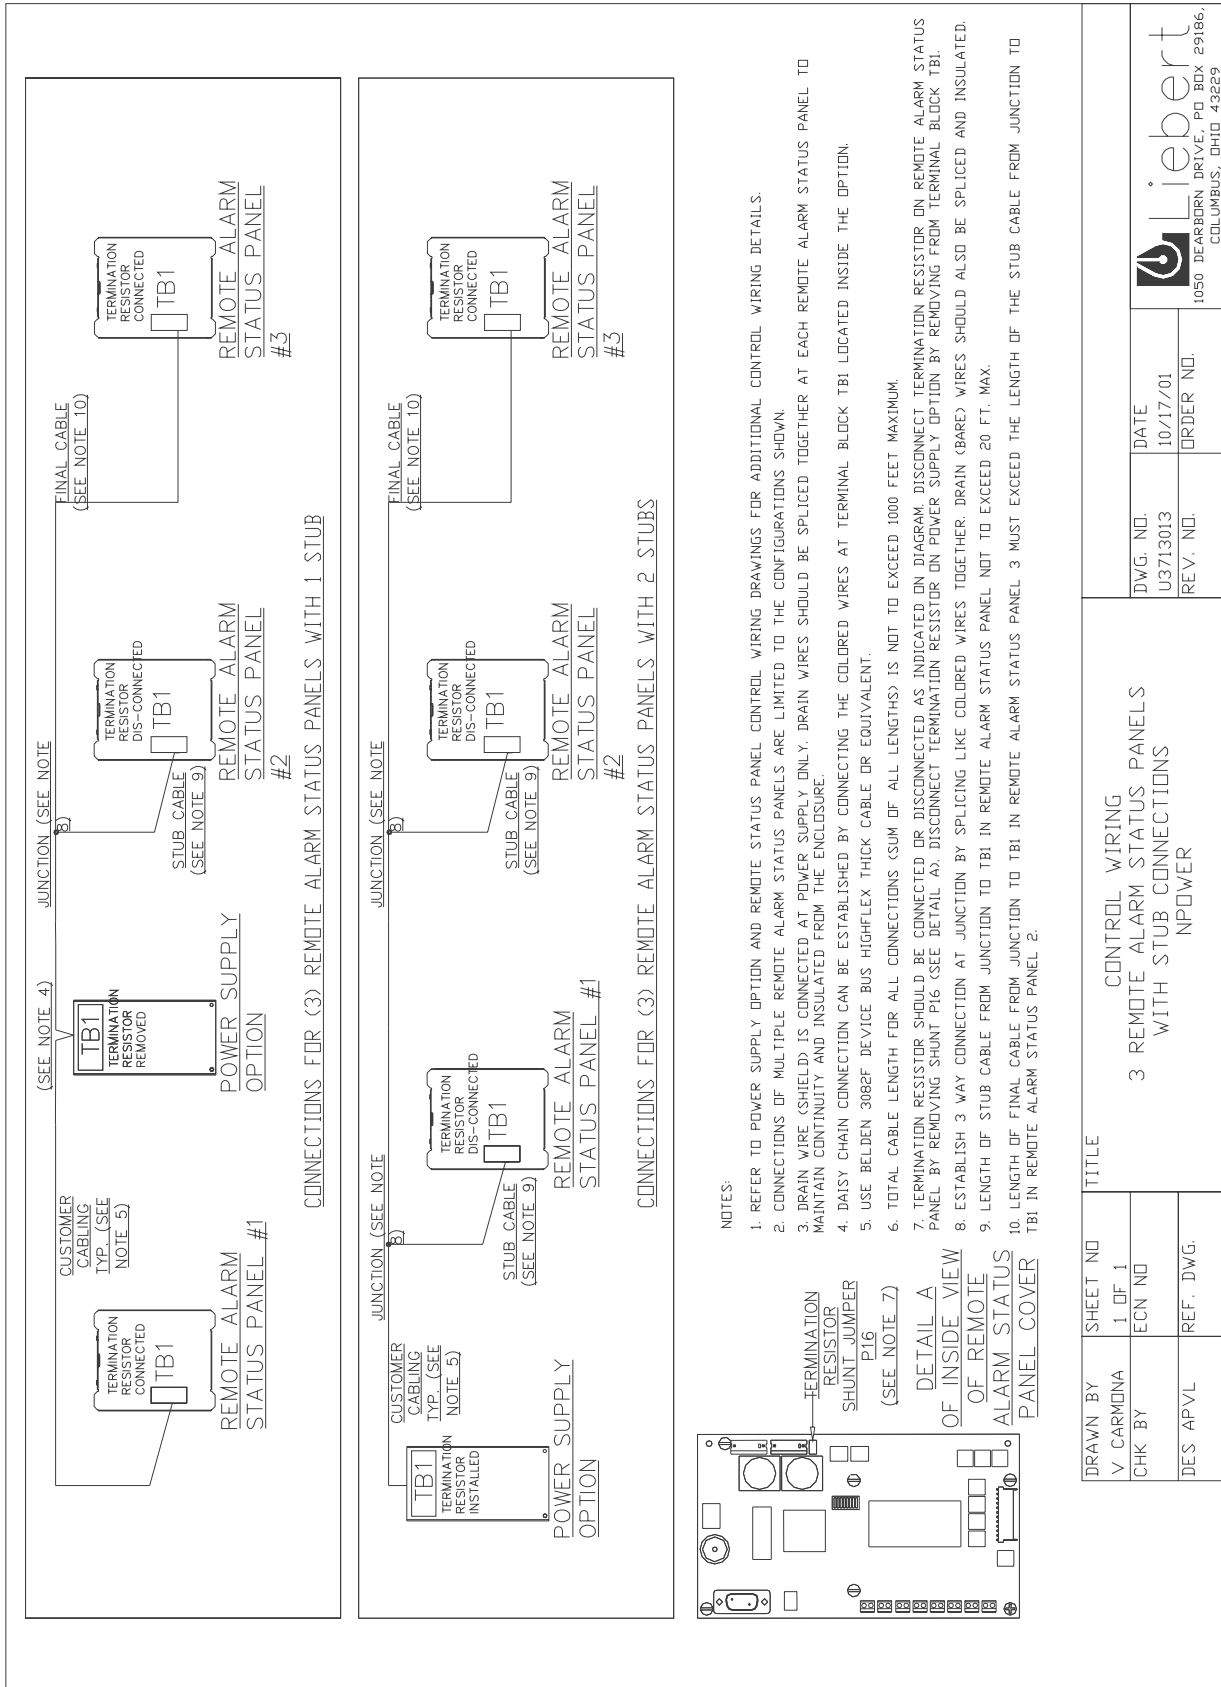 CUSTOMER
CABLING
TYP. (SEE
NOTE 5)
(SEE NOTE 4)
JUNCTION (SEE NOTE
8)
FINAL CABLE
(SEE NOTE 10)
TERMINATION
RESISTOR
CONNECTED
TB1
REMOTE ALARM
STATUS PANEL #1
TB1
TERMINATION
RESISTOR
REMOVED
POWER SUPPLY
OPTION
STUB CABLE
(SEE NOTE 9)
TERMINATION
RESISTOR
DIS-CONNECTED
TB1
REMOTE ALARM
STATUS PANEL
#2
TERMINATION
RESISTOR
CONNECTED
TB1
REMOTE ALARM
STATUS PANEL
#3
CONNECTIONS FOR (3) REMOTE ALARM STATUS PANELS WITH 1 STUB
CUSTOMER
CABLING
TYP. (SEE
NOTE 5)
JUNCTION (SEE NOTE
8)
JUNCTION (SEE NOTE
8)
FINAL CABLE
(SEE NOTE 10)
TB1
TERMINATION
RESISTOR
INSTALLED
POWER SUPPLY
OPTION
STUB CABLE
(SEE NOTE 9)
TERMINATION
RESISTOR
DIS-CONNECTED
TB1
REMOTE ALARM
STATUS PANEL #1
STUB CABLE
(SEE NOTE 9)
TERMINATION
RESISTOR
DIS-CONNECTED
TB1
REMOTE ALARM
STATUS PANEL
#2
TERMINATION
RESISTOR
CONNECTED
TB1
REMOTE ALARM
STATUS PANEL
#3
CONNECTIONS FOR (3) REMOTE ALARM STATUS PANELS WITH 2 STUBS
TERMINATION
RESISTOR
SHUNT JUMPER
P16
(SEE NOTE 7)
DETAIL A
OF INSIDE VIEW
OF REMOTE
ALARM STATUS
PANEL COVER
NOTES:
1. REFER TO POWER SUPPLY OPTION AND REMOTE STATUS PANEL CONTROL WIRING DRAWINGS FOR ADDITIONAL CONTROL WIRING DETAILS.
2. CONNECTIONS OF MULTIPLE REMOTE ALARM STATUS PANELS ARE LIMITED TO THE CONFIGURATIONS SHOWN.
3. DRAIN WIRE (SHIELD) IS CONNECTED AT POWER SUPPLY ONLY. DRAIN WIRES SHOULD BE SPLICED TOGETHER AT EACH REMOTE ALARM STATUS PANEL TO
MAINTAIN CONTINUITY AND INSULATED FROM THE ENCLOSURE.
4. DAISY CHAIN CONNECTION CAN BE ESTABLISHED BY CONNECTING THE COLORED WIRES AT TERMINAL BLOCK TB1 LOCATED INSIDE THE OPTION.
5. USE BELDEN 3082F DEVICE BUS HIGHFLEX THICK CABLE OR EQUIVALENT.
6. TOTAL CABLE LENGTH FOR ALL CONNECTIONS (SUM OF ALL LENGTHS) IS NOT TO EXCEED 1000 FEET MAXIMUM.
7. TERMINATION RESISTOR SHOULD BE CONNECTED OR DISCONNECTED AS INDICATED ON DIAGRAM. DISCONNECT TERMINATION RESISTOR ON REMOTE ALARM STATUS
PANEL BY REMOVING SHUNT P16 (SEE DETAIL A). DISCONNECT TERMINATION RESISTOR ON POWER SUPPLY OPTION BY REMOVING FROM TERMINAL BLOCK TB1.
8. ESTABLISH 3 WAY CONNECTION AT JUNCTION BY SPLICING LIKE COLORED WIRES TOGETHER. DRAIN (BARE) WIRES SHOULD ALSO BE SPLICED AND INSULATED.
9. LENGTH OF STUB CABLE FROM JUNCTION TO TB1 IN REMOTE ALARM STATUS PANEL NOT TO EXCEED 20 FT. MAX.
10. LENGTH OF FINAL CABLE FROM JUNCTION TO TB1 IN REMOTE ALARM STATUS PANEL 3 MUST EXCEED THE LENGTH OF THE STUB CABLE FROM JUNCTION TO
TB1 IN REMOTE ALARM STATUS PANEL 2.
DRAWN BY
V CARMONA
CHK BY
DES APVL
SHEET NO
1 OF 1
ECN NO
REF. DWG.
TITLE
CONTROL WIRING
3 REMOTE ALARM STATUS PANELS
WITH STUB CONNECTIONS
NPOWER
DWG. NO.
U3713013
REV. NO.
DATE
10/17/01
ORDER NO.
Liebert
1050 DEARBORN DRIVE, PO BOX 29186,
COLUMBUS, OHIO 43229